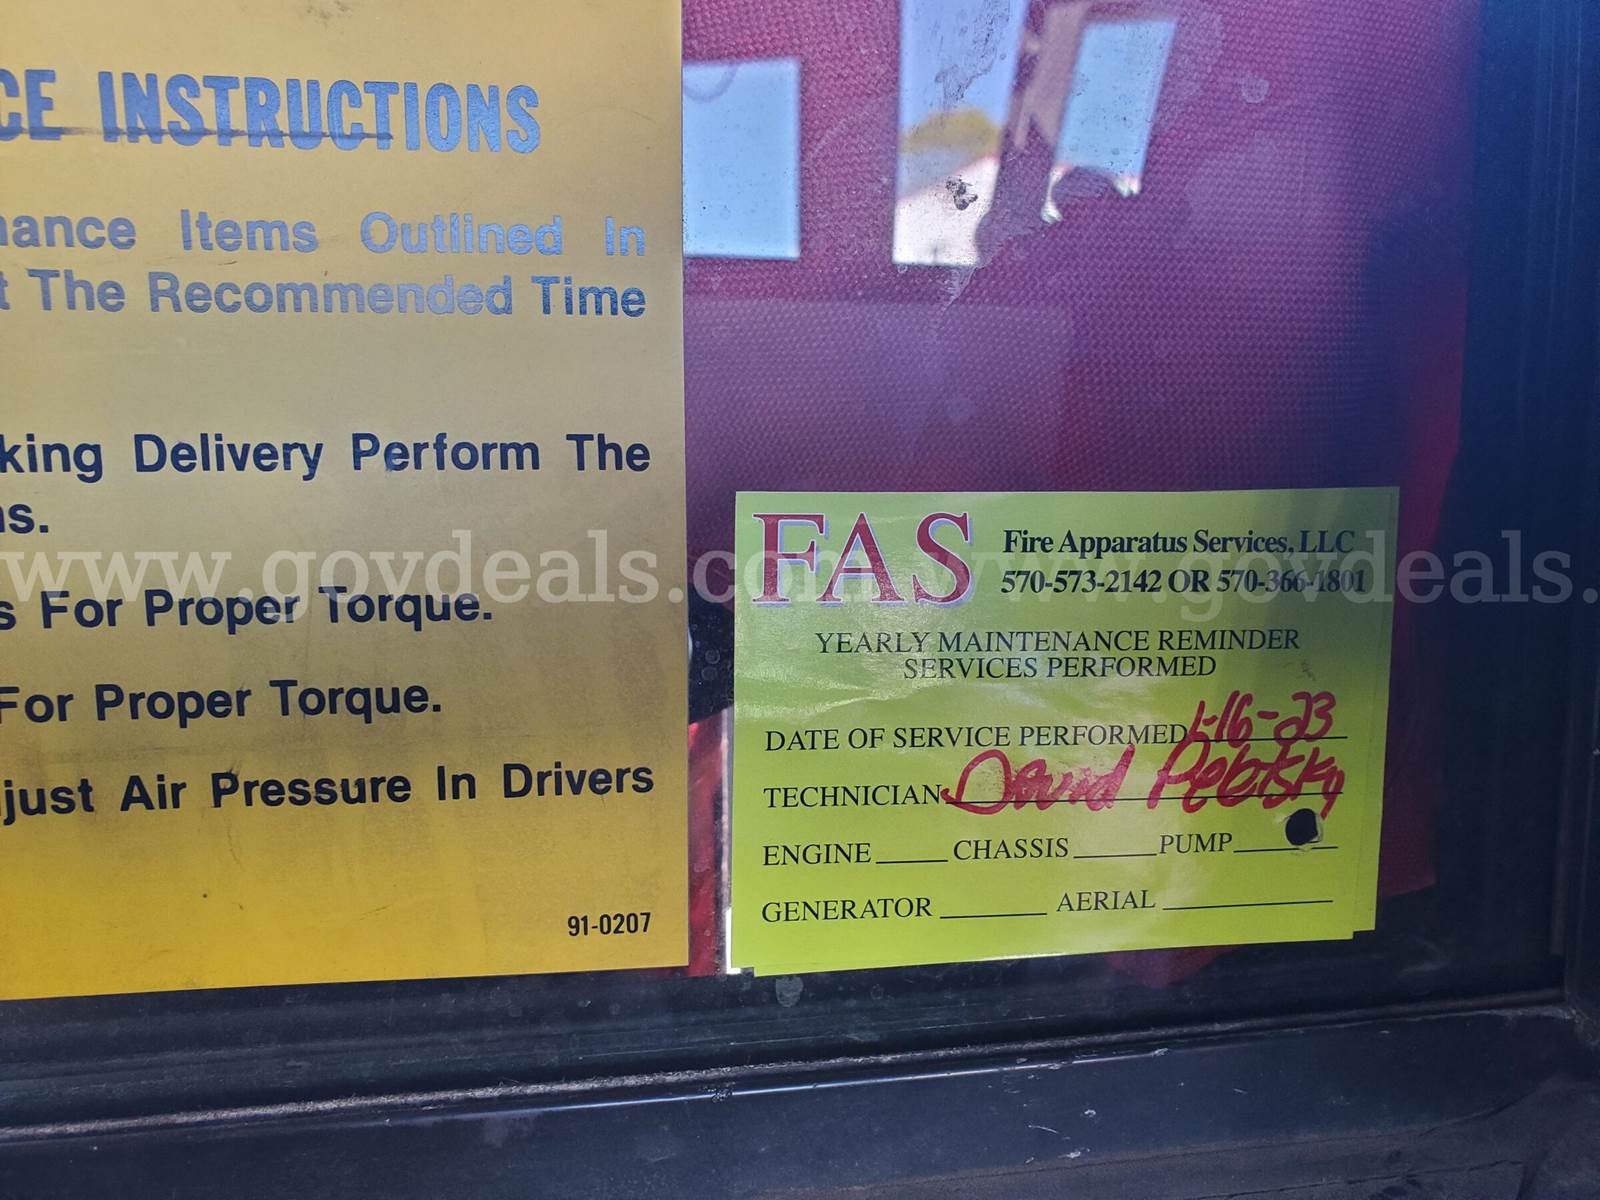 CE INSTRUCTIONS
nance Items Outlined In
t The Recommended Time
king Delivery Perform The
ns.
s For Proper Torque.
For Proper Torque.
just Air Pressure In Drivers
91-0207
www.govdeals.com www.govdeals.
FAS
Fire Apparatus Services, LLC
570-573-2142 OR 570-366-1801
YEARLY MAINTENANCE REMINDER
SERVICES PERFORMED
DATE OF SERVICE PERFORMED 1-16-23
TECHNICIAN David
ENGINE CHASSIS PUMP
GENERATOR AERIAL